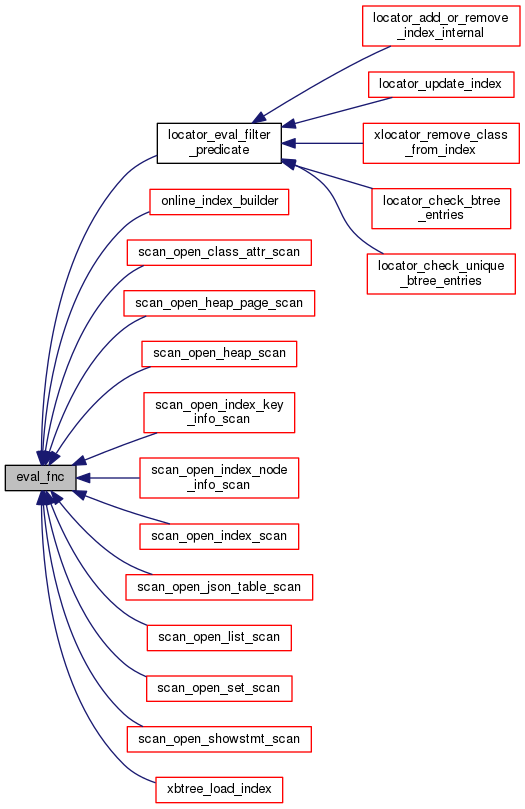 locator_add_or_remove
_index_internal
locator_update_index
locator_eval_filter
_predicate
xlocator_remove_class
_from_index
locator_check_btree
_entries
online_index_builder
scan_open_class_attr_scan
locator_check_unique
_btree_entries
scan_open_heap_page_scan
scan_open_heap_scan
scan_open_index_key
_info_scan
eval_fnc
scan_open_index_node
_info_scan
scan_open_index_scan
scan_open_json_table_scan
scan_open_list_scan
scan_open_set_scan
scan_open_showstmt_scan
xbtree_load_index